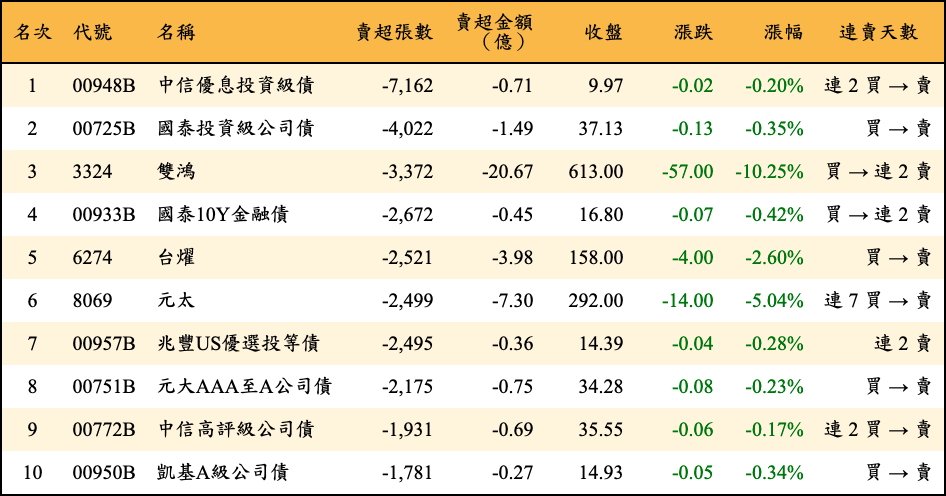 名次 代號 名稱 賣超張數 賣超金額（億） 收盤 漲跌 漲幅 連賣天數
1 00948B 中信優息投資級債 -7,162 -0.71 9.97 -0.02 -0.20% 連 2 買 → 賣
2 00725B 國泰投資級公司債 -4,022 -1.49 37.13 -0.13 -0.35% 買 → 賣
3 3324 雙鴻 -3,372 -20.67 613.00 -57.00 -10.25% 買 → 連 2 賣
4 00933B 國泰10Y金融債 -2,672 -0.45 16.80 -0.07 -0.42% 買 → 連 2 賣
5 6274 台燿 -2,521 -3.98 158.00 -4.00 -2.60% 買 → 賣
6 8069 元太 -2,499 -7.30 292.00 -14.00 -5.04% 連 7 買 → 賣
7 00957B 兆豐US優選投等債 -2,495 -0.36 14.39 -0.04 -0.28% 連 2 賣
8 00751B 元大AAA至A公司債 -2,175 -0.75 34.28 -0.08 -0.23% 買 → 賣
9 00772B 中信高評級公司債 -1,931 -0.69 35.55 -0.06 -0.17% 連 2 買 → 賣
10 00950B 凱基A級公司債 -1,781 -0.27 14.93 -0.05 -0.34% 買 → 賣